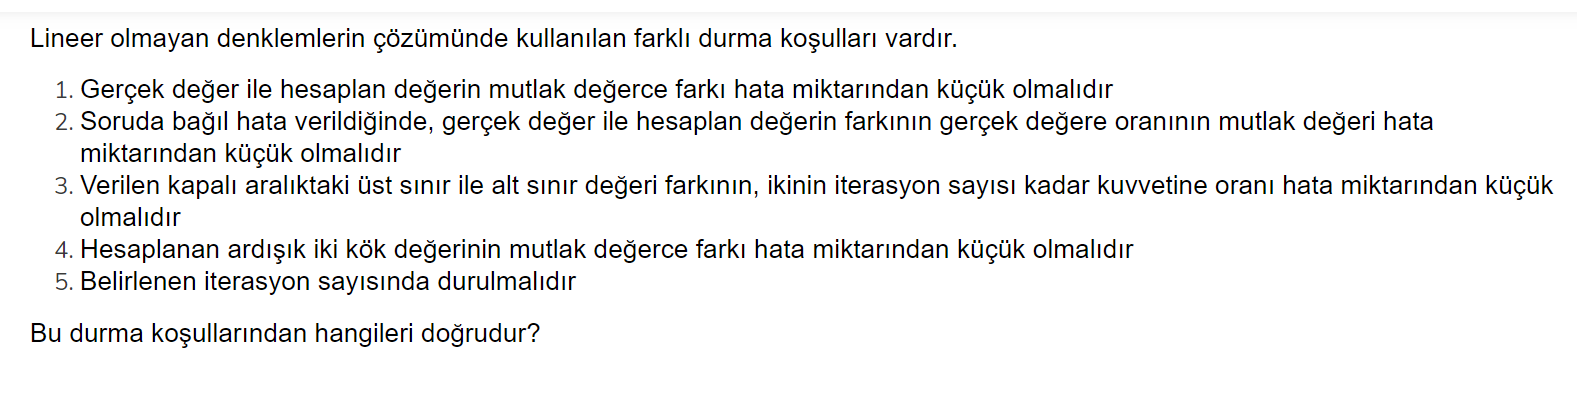 Lineer olmayan denklemlerin çözümünde kullanılan farklı durma koşulları vardır.
1. Gerçek değer ile hesaplan değerin mutlak değerce farkı hata miktarından küçük olmalıdır
2. Soruda bağıl hata verildiğinde, gerçek değer ile hesaplan değerin farkının gerçek değere oranının mutlak değeri hata
miktarından küçük olmalıdır
3. Verilen kapalı aralıktaki üst sınır ile alt sınır değeri farkının, ikinin iterasyon sayısı kadar kuvvetine oranı hata miktarından küçük
olmalıdır
4. Hesaplanan ardışık iki kök değerinin mutlak değerce farkı hata miktarından küçük olmalıdır
5. Belirlenen iterasyon sayısında durulmalıdır
Bu durma koşullarından hangileri doğrudur?